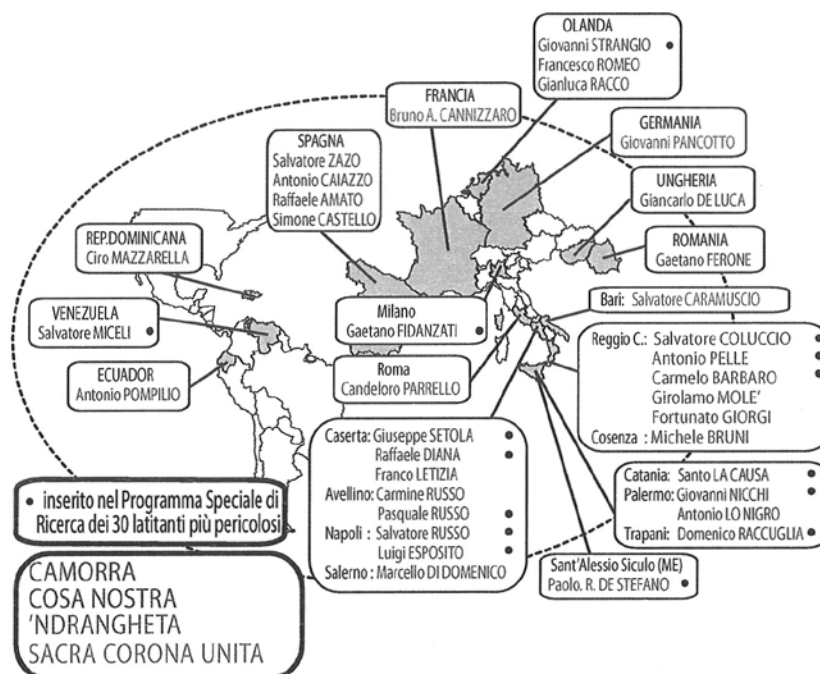 OLANDA
Giovanni STRANGIO •
Francesco ROMEO
Gianluca RACCO
FRANCIA
Bruno A. CANNIZZARO
GERMANIA
Giovanni PANCOTTO
SPAGNA
Salvatore ZAZO
Antonio CAIAZZO
Raffaele AMATO
Simone CASTELLO
UNGHERIA
Giancarlo DE LUCA
REP.DOMINICANA
Ciro MAZZARELLA
ROMANIA
Gaetano FERONE
VENEZUELA
Salvatore MICELI •
Milano
Gaetano FIDANZATI •
Bari: Salvatore CARAMUSCIO
ECUADOR
Antonio POMPILIO
Roma
Candeloro PARRELLO
Reggio C.: Salvatore COLUCCIO •
Antonio PELLE •
Carmelo BARBARO •
Girolamo MOLE'
Fortunato GIORGI
Cosenza : Michele BRUNI
Caserta: Giuseppe SETOLA •
Raffaele DIANA •
Franco LETIZIA
Avellino: Carmine RUSSO
Pasquale RUSSO •
Napoli : Salvatore RUSSO •
Luigi ESPOSITO •
Salerno : Marcello DI DOMENICO
Catania: Santo LA CAUSA •
Palermo: Giovanni NICCHI •
Antonio LO NIGRO
Trapani: Domenico RACCUGLIA •
Sant'Alessio Siculo (ME)
Paolo. R. DE STEFANO •
• inserito nel Programma Speciale di
Ricerca dei 30 latitanti più pericolosi
CAMORRA
COSA NOSTRA
'NDRANGHETA
SACRA CORONA UNITA